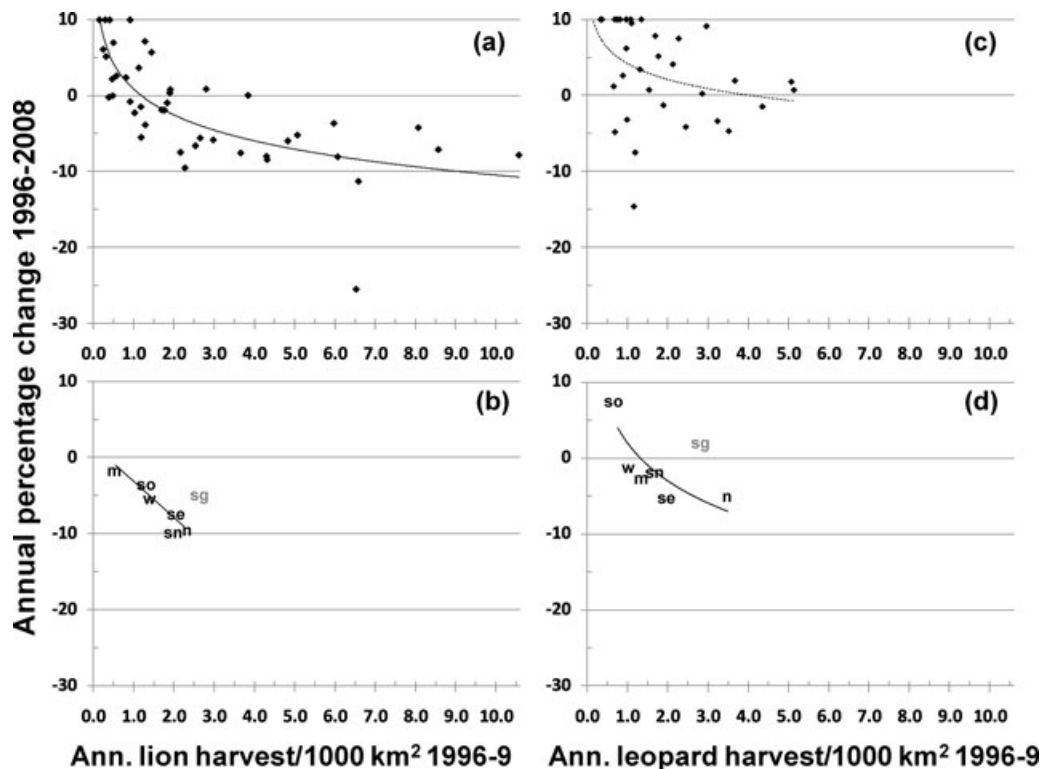 Annual percentage change 1996-2008
10
0
-10
-20
-30
(a)
0.0 1.0 2.0 3.0 4.0 5.0 6.0 7.0 8.0 9.0 10.0
10
0
-10
-20
-30
(c)
0.0 1.0 2.0 3.0 4.0 5.0 6.0 7.0 8.0 9.0 10.0
10
0
-10
-20
-30
(b)
m
so
w
sg
se
sn n
0.0 1.0 2.0 3.0 4.0 5.0 6.0 7.0 8.0 9.0 10.0
Ann. lion harvest/1000 km² 1996-9
10
0
-10
-20
-30
(d)
so
sg
w
m
sn
se
n
0.0 1.0 2.0 3.0 4.0 5.0 6.0 7.0 8.0 9.0 10.0
Ann. leopard harvest/1000 km² 1996-9